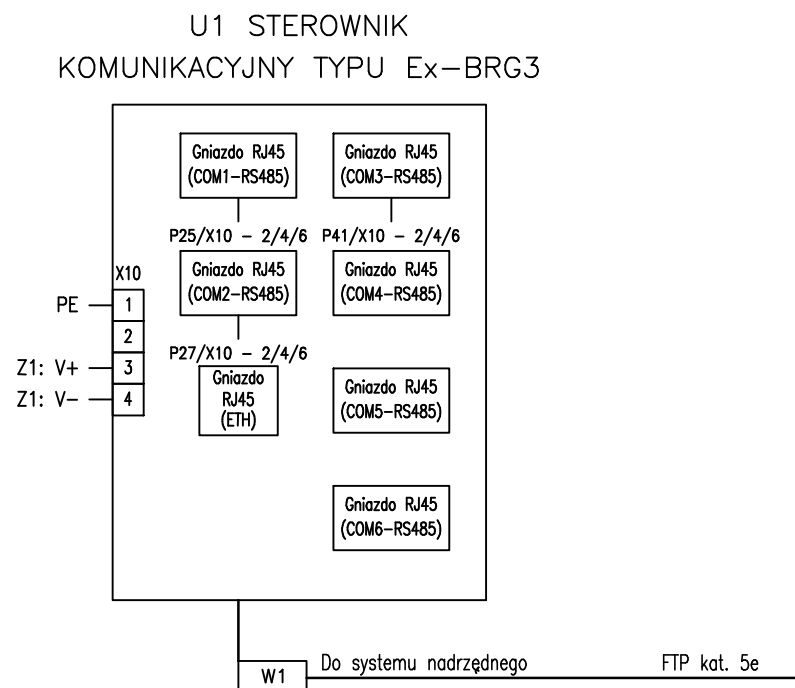 U1 STEROWNIK
KOMUNIKACYJNY TYPU Ex-BRG3
Gniazdo RJ45
(COM1-RS485)
Gniazdo RJ45
(COM3-RS485)
P25/X10 - 2/4/6
P41/X10 - 2/4/6
Gniazdo RJ45
(COM2-RS485)
Gniazdo RJ45
(COM4-RS485)
X10
PE
1
2
Z1: V+
3
Z1: V-
4
P27/X10 - 2/4/6
Gniazdo
RJ45
(ETH)
Gniazdo RJ45
(COM5-RS485)
Gniazdo RJ45
(COM6-RS485)
W1
Do systemu nadrzędnego
FTP kat. 5e